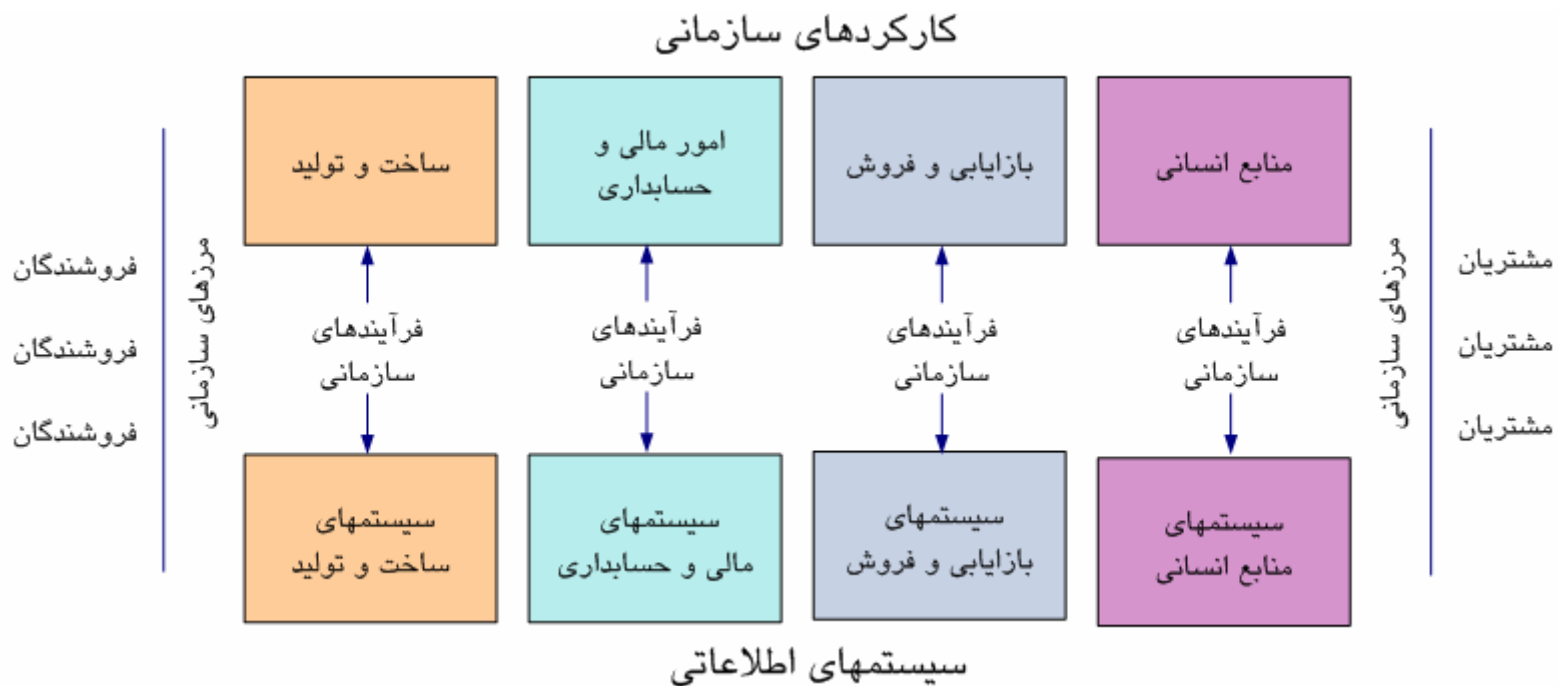 کارکردهای سازمانی
منابع انسانی
بازایابی و فروش
امور مالی و
حسابداری
ساخت و تولید
مشتریان
مشتریان
مشتریان
مرزهای سازمانی
فرآیندهای
سازمانی
فرآیندهای
سازمانی
فرآیندهای
سازمانی
فرآیندهای
سازمانی
مرزهای سازمانی
فروشندگان
فروشندگان
فروشندگان
سیستمهای
منابع انسانی
سیستمهای
بازایابی و فروش
سیستمهای
مالی و حسابداری
سیستمهای
ساخت و تولید
سیستمهای اطلاعاتی